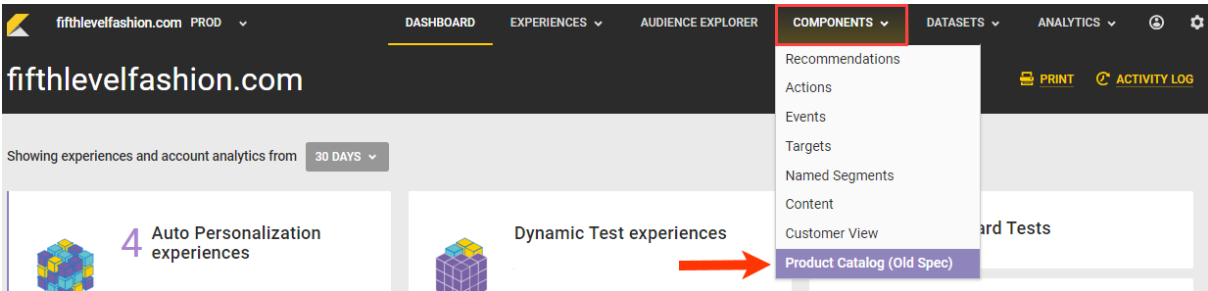 fifthlevelfashion.com PROD
DASHBOARD
EXPERIENCES
AUDIENCE EXPLORER
COMPONENTS
DATASETS
ANALYTICS
fifthlevelfashion.com
PRINT
ACTIVITY LOG
Recommendations
Actions
Events
Targets
Named Segments
Content
Customer View
Product Catalog (Old Spec)
Showing experiences and account analytics from 30 DAYS
4 Auto Personalization
experiences
Dynamic Test experiences
Tests